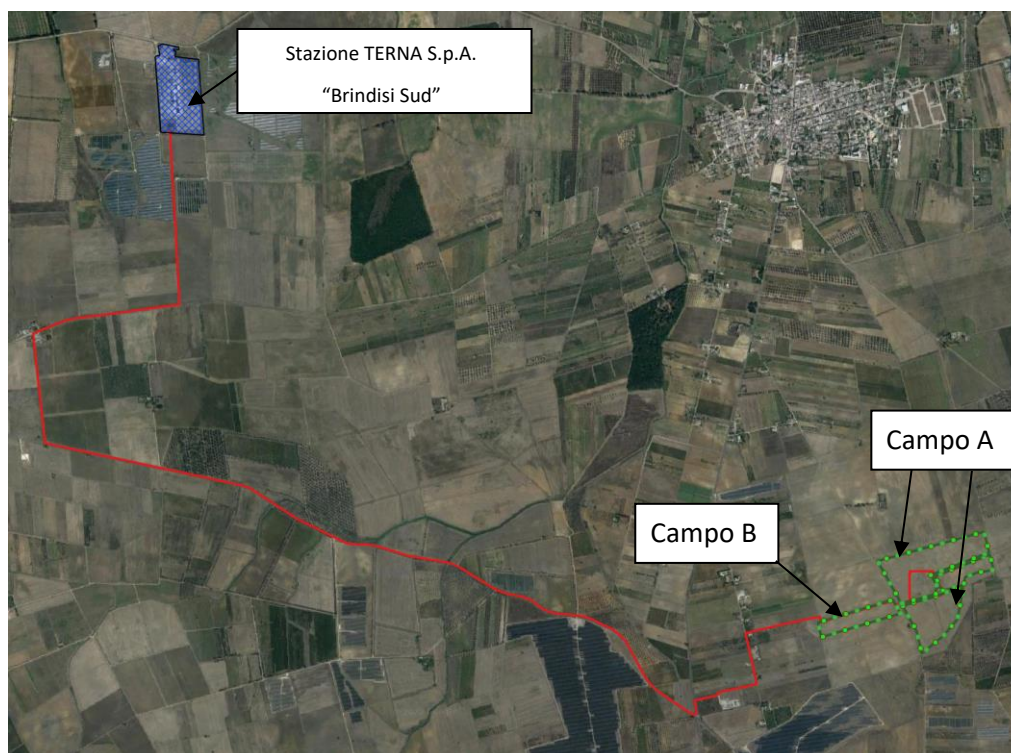 Stazione TERNA S.p.A.
“Brindisi Sud”
Campo A
Campo B